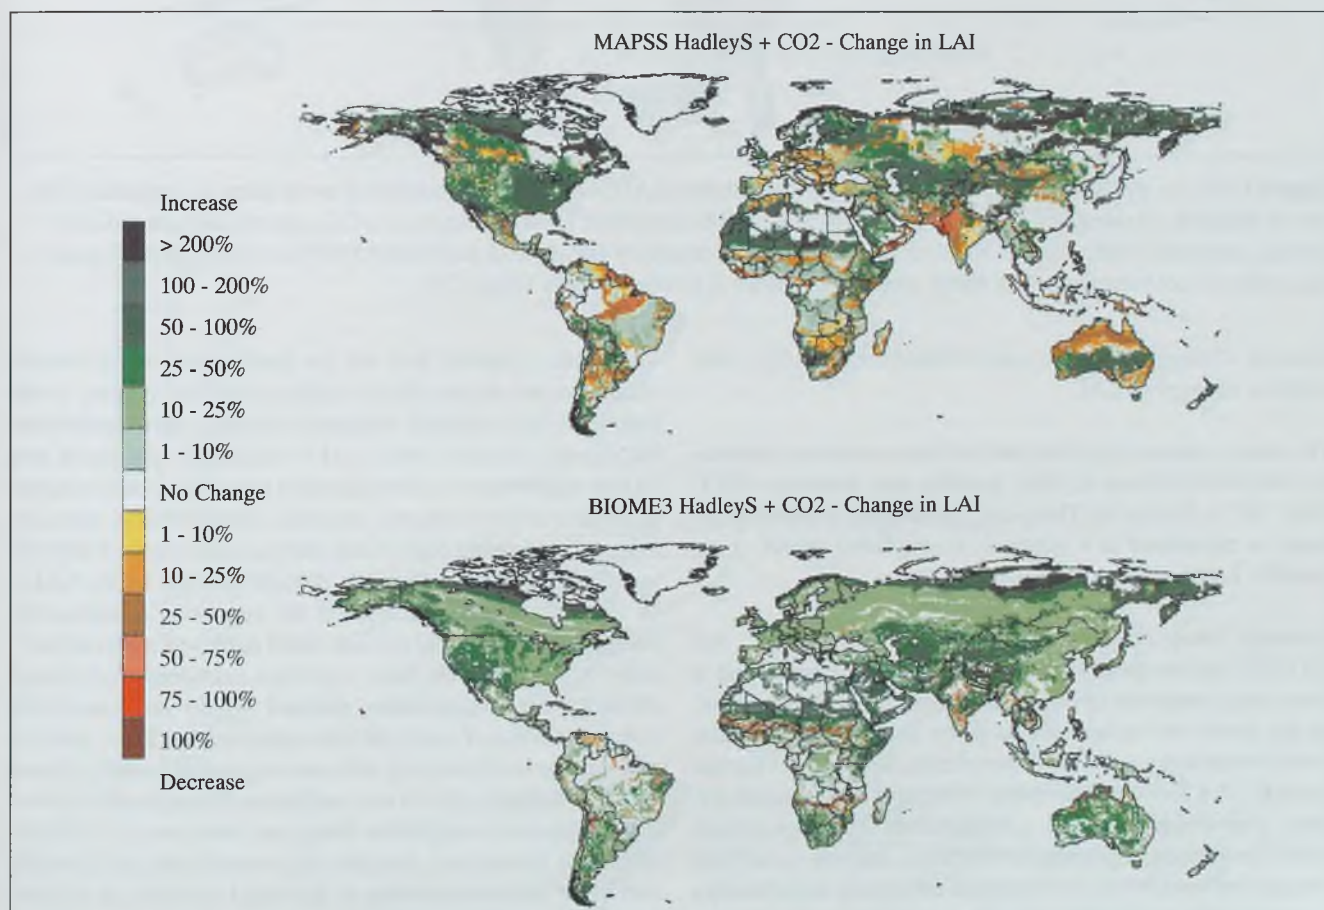 MAPSS HadleyS + CO2 - Change in LAI
Increase
> 200%
100 - 200%
50 - 100%
25 - 50%
10 - 25%
1 - 10%
No Change
1 - 10%
10 - 25%
25 - 50%
50 - 75%
75 - 100%
100%
Decrease
BIOME3 HadleyS + CO2 - Change in LAI